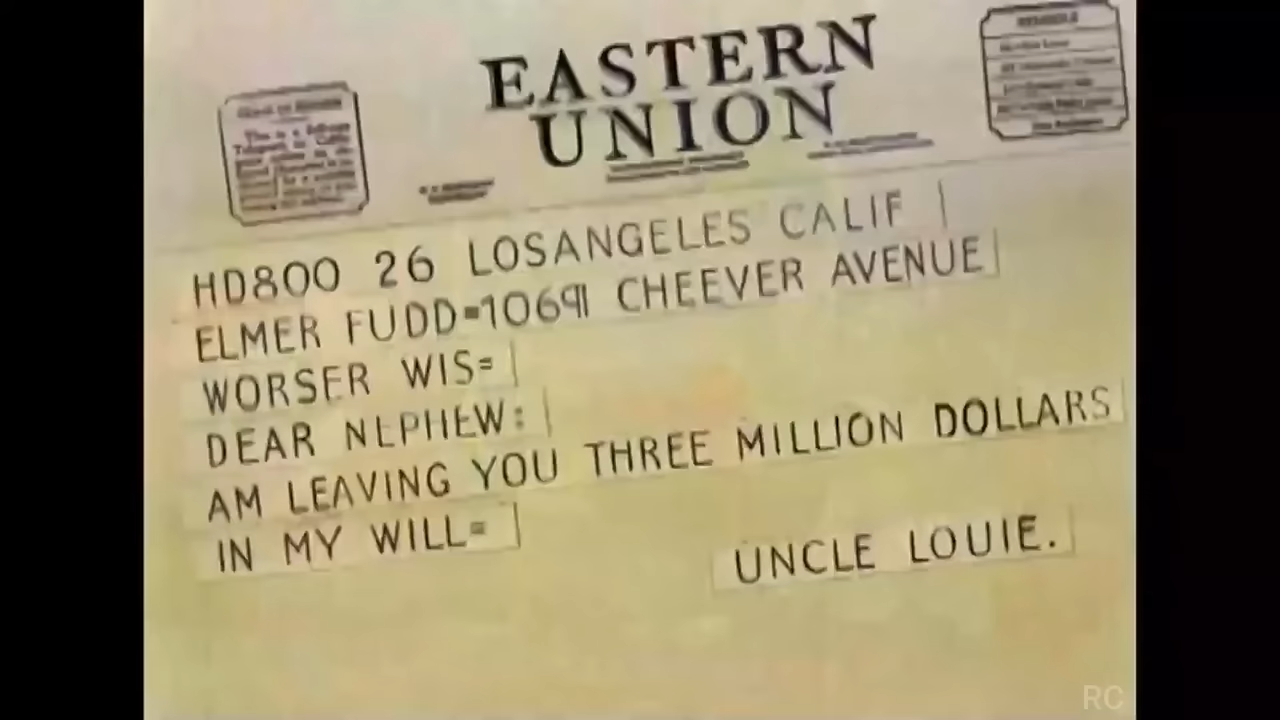 EASTERN
UNION
HD800 26 LOSANGELES CALIF
ELMER FUDD=10691 CHEEVER AVENUE
WORSER WIS=
DEAR NEPHEW:
AM LEAVING YOU THREE MILLION DOLLARS
IN MY WILL=
UNCLE LOUIE.
RC